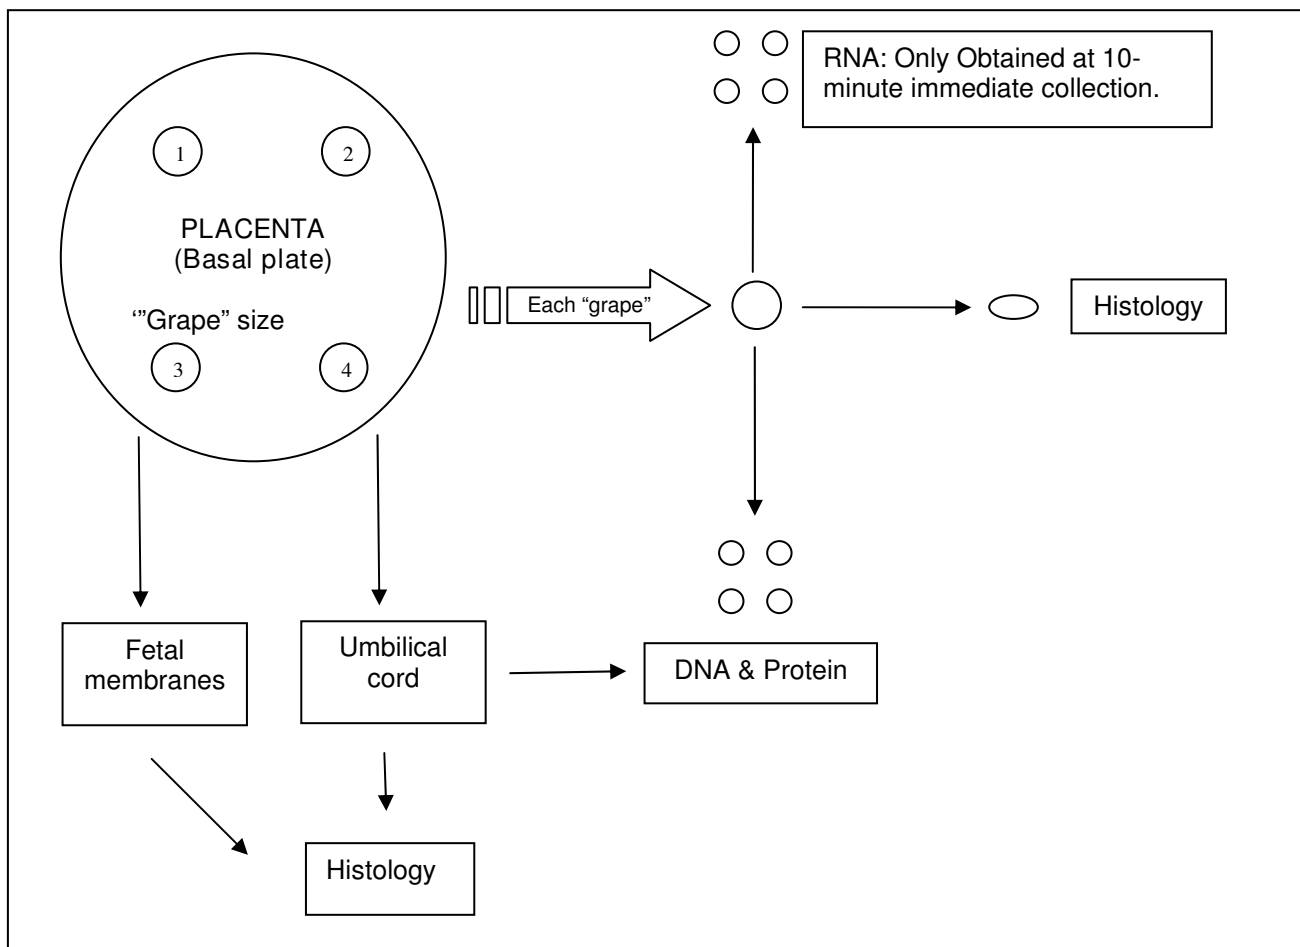 RNA: Only Obtained at 10-
minute immediate collection.
1
2
PLACENTA
(Basal plate)
‘”Grape” size
3
4
Each “grape”
Histology
Fetal
membranes
Umbilical
cord
DNA & Protein
Histology